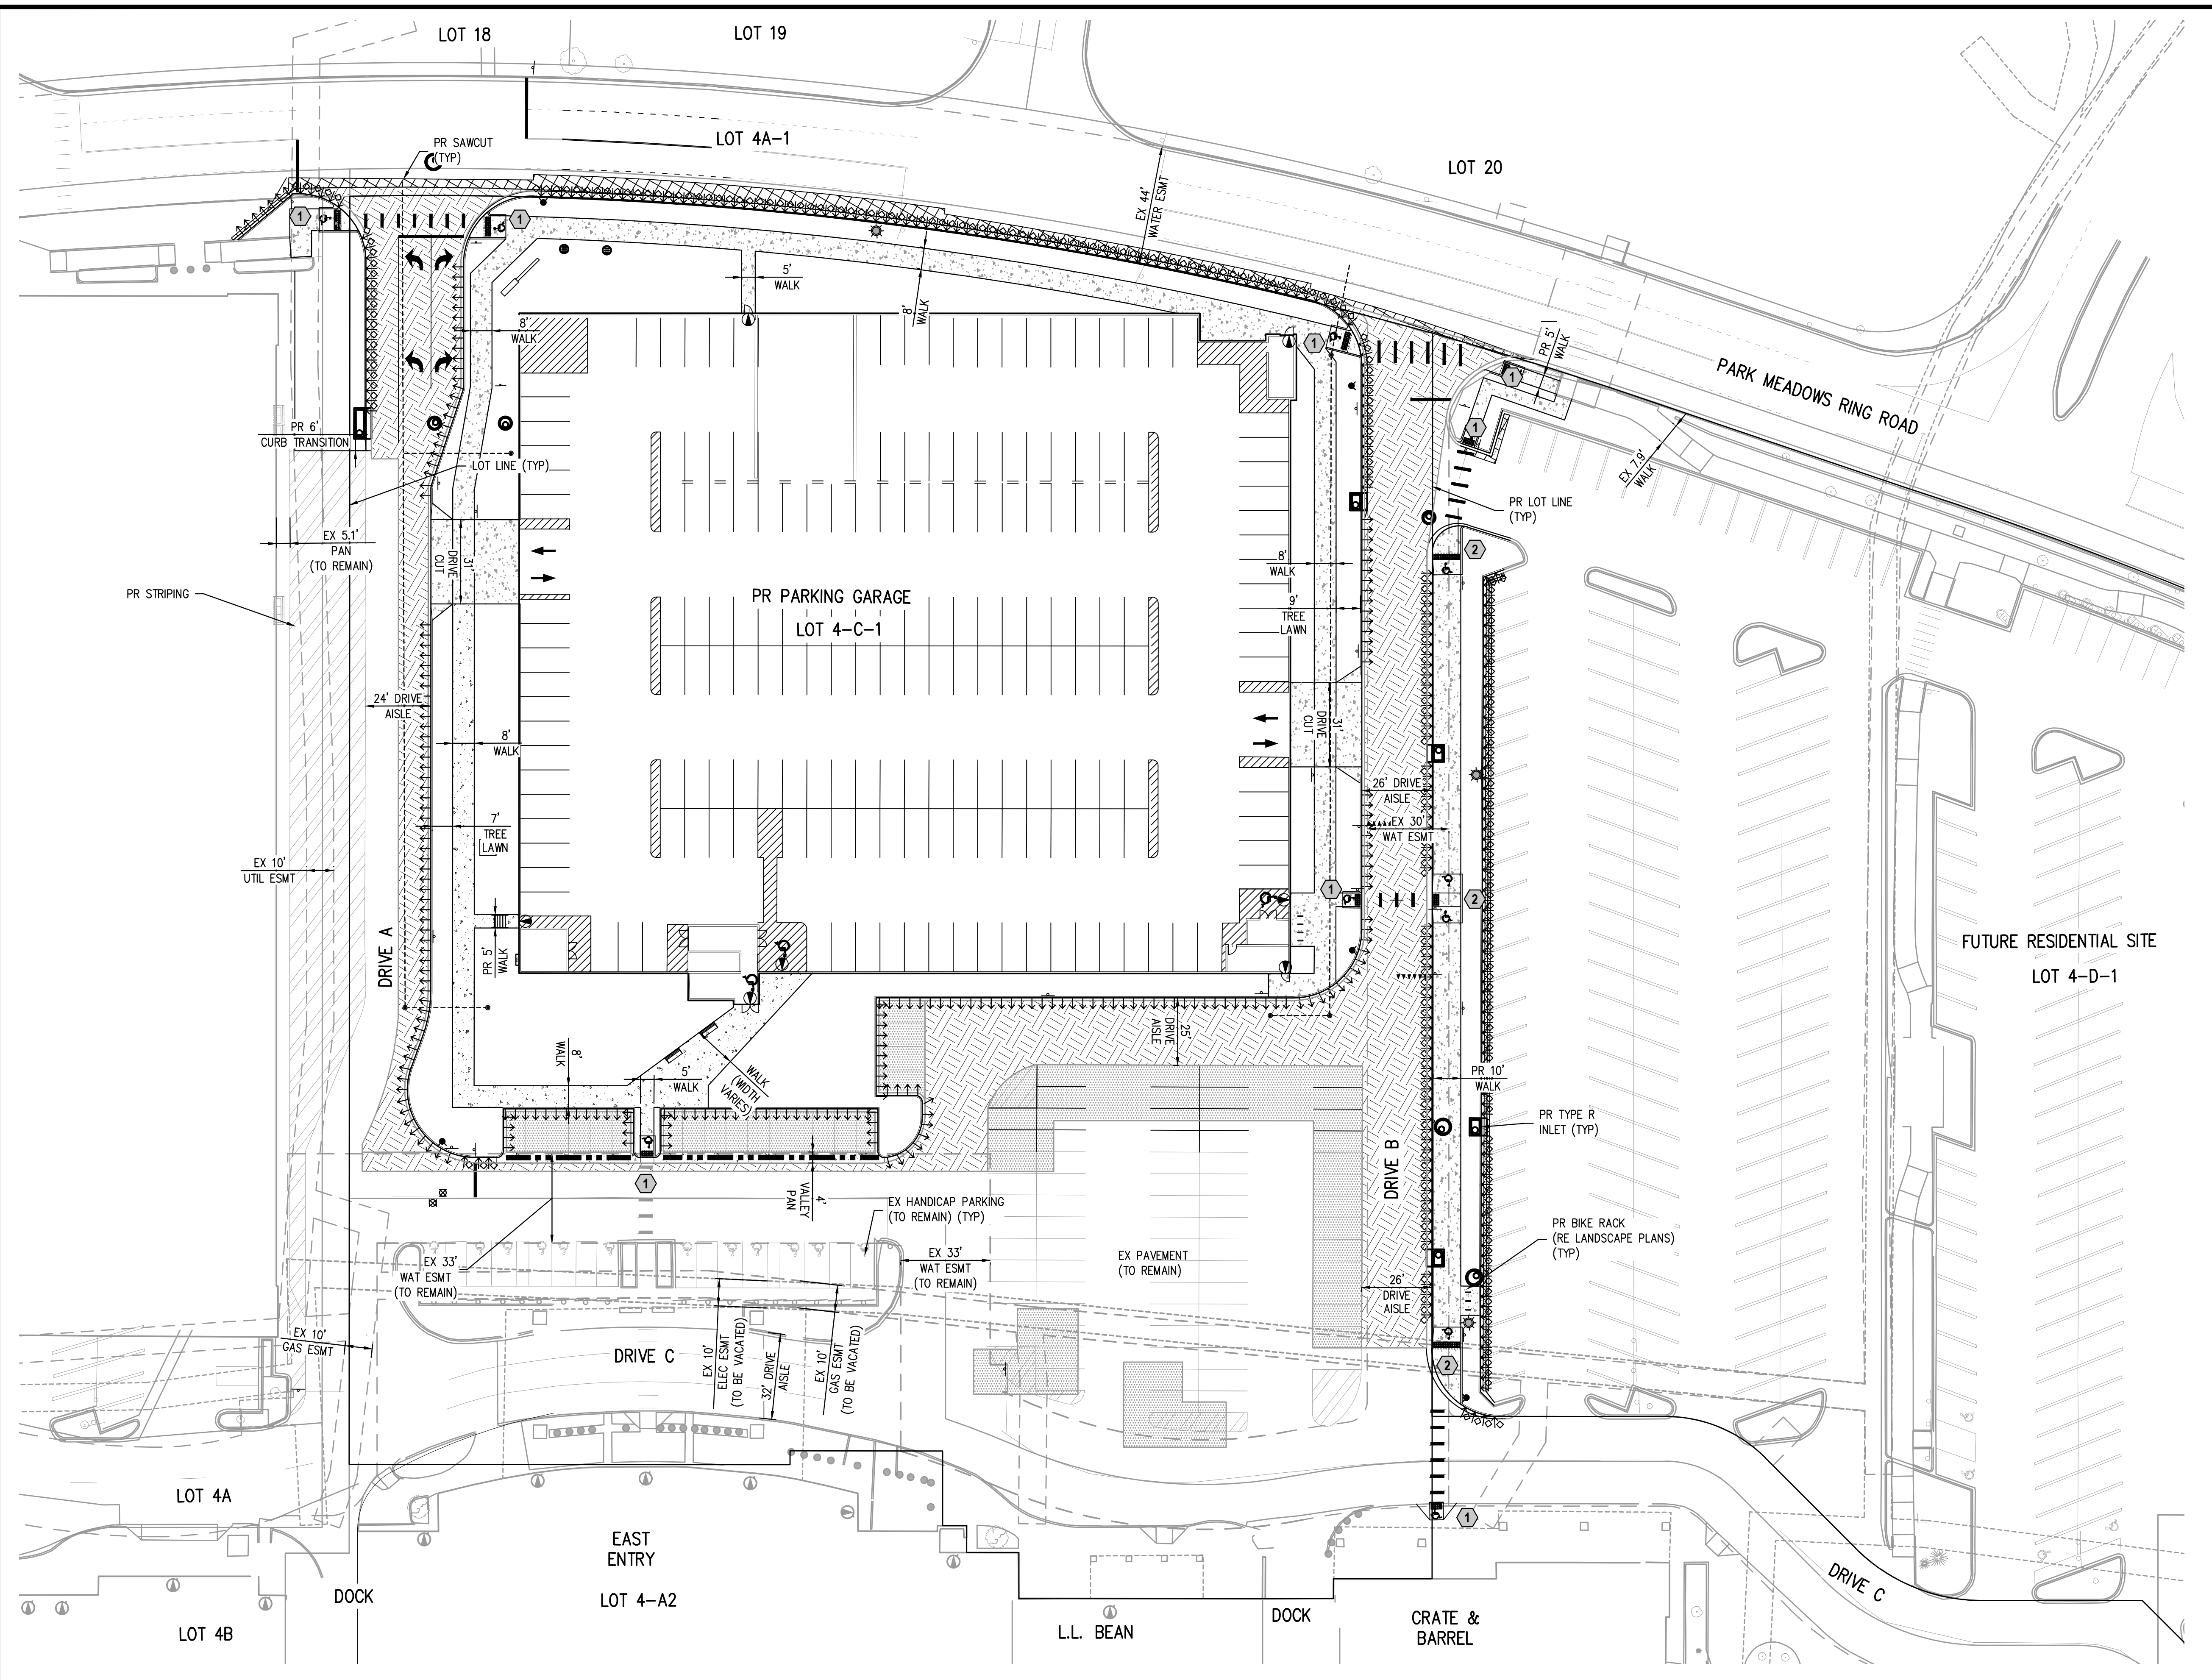 LOT 18
LOT 19
LOT 4A-1
LOT 20
PR SAWCUT
(TYP)
EX 44'
WATER ESMT
1
1
5'
WALK
8'
WALK
8'
WALK
1
PR 5'
WALK
1
1
PARK MEADOWS RING ROAD
EX 7.9'
WALK
PR 6'
CURB TRANSITION
LOT LINE (TYP)
PR LOT LINE
(TYP)
EX 5.1'
PAN
(TO REMAIN)
31'
DRIVE
CUT
8'
WALK
2
PR STRIPING
PR PARKING GARAGE
LOT 4-C-1
9'
TREE
LAWN
24' DRIVE
AISLE
8'
WALK
31'
DRIVE
CUT
26' DRIVE
AISLE
7'
TREE
LAWN
EX 30'
WAT ESMT
EX 10'
UTIL ESMT
1
2
DRIVE A
PR 5'
WALK
FUTURE RESIDENTIAL SITE
LOT 4-D-1
25'
DRIVE
AISLE
8'
WALK
5'
WALK
WALK
(WIDTH
VARIES)
PR 10'
WALK
PR TYPE R
INLET (TYP)
DRIVE B
1
4'
VALLEY
PAN
EX HANDICAP PARKING
(TO REMAIN) (TYP)
PR BIKE RACK
(RE LANDSCAPE PLANS)
(TYP)
EX 33'
WAT ESMT
(TO REMAIN)
EX 33'
WAT ESMT
(TO REMAIN)
EX PAVEMENT
(TO REMAIN)
26'
DRIVE
AISLE
EX 10'
GAS ESMT
DRIVE C
EX 10'
ELEC ESMT
(TO BE VACATED)
32' DRIVE
AISLE
EX 10'
GAS ESMT
(TO BE VACATED)
2
LOT 4A
1
EAST
ENTRY
LOT 4-A2
DOCK
LOT 4B
L.L. BEAN
DOCK
CRATE &
BARREL
DRIVE C